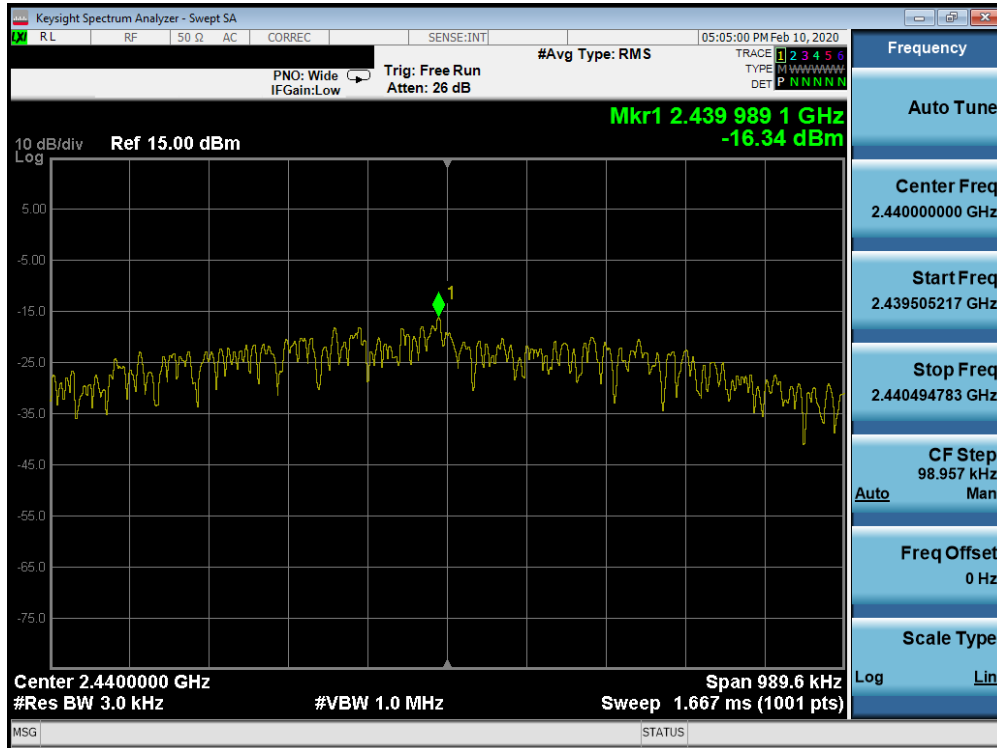 Keysight Spectrum Analyzer - Swept SA
LXI RL RF 50 Ω AC CORREC SENSE:INT 05:05:00 PM Feb 10, 2020
#Avg Type: RMS TRACE 1 2 3 4 5 6
PNO: Wide Trig: Free Run TYPE M WWWWW
IFGain:Low Atten: 26 dB DET P N N N N N
Mkr1 2.439 989 1 GHz
-16.34 dBm
10 dB/div Ref 15.00 dBm
Log
5.00
-5.00
1
-15.0
-25.0
-35.0
-45.0
-55.0
-65.0
-75.0
Center 2.4400000 GHz Span 989.6 kHz
#Res BW 3.0 kHz #VBW 1.0 MHz Sweep 1.667 ms (1001 pts)
MSG STATUS
Frequency
Auto Tune
Center Freq
2.440000000 GHz
Start Freq
2.439505217 GHz
Stop Freq
2.440494783 GHz
CF Step
98.957 kHz
Auto Man
Freq Offset
0 Hz
Scale Type
Log Lin